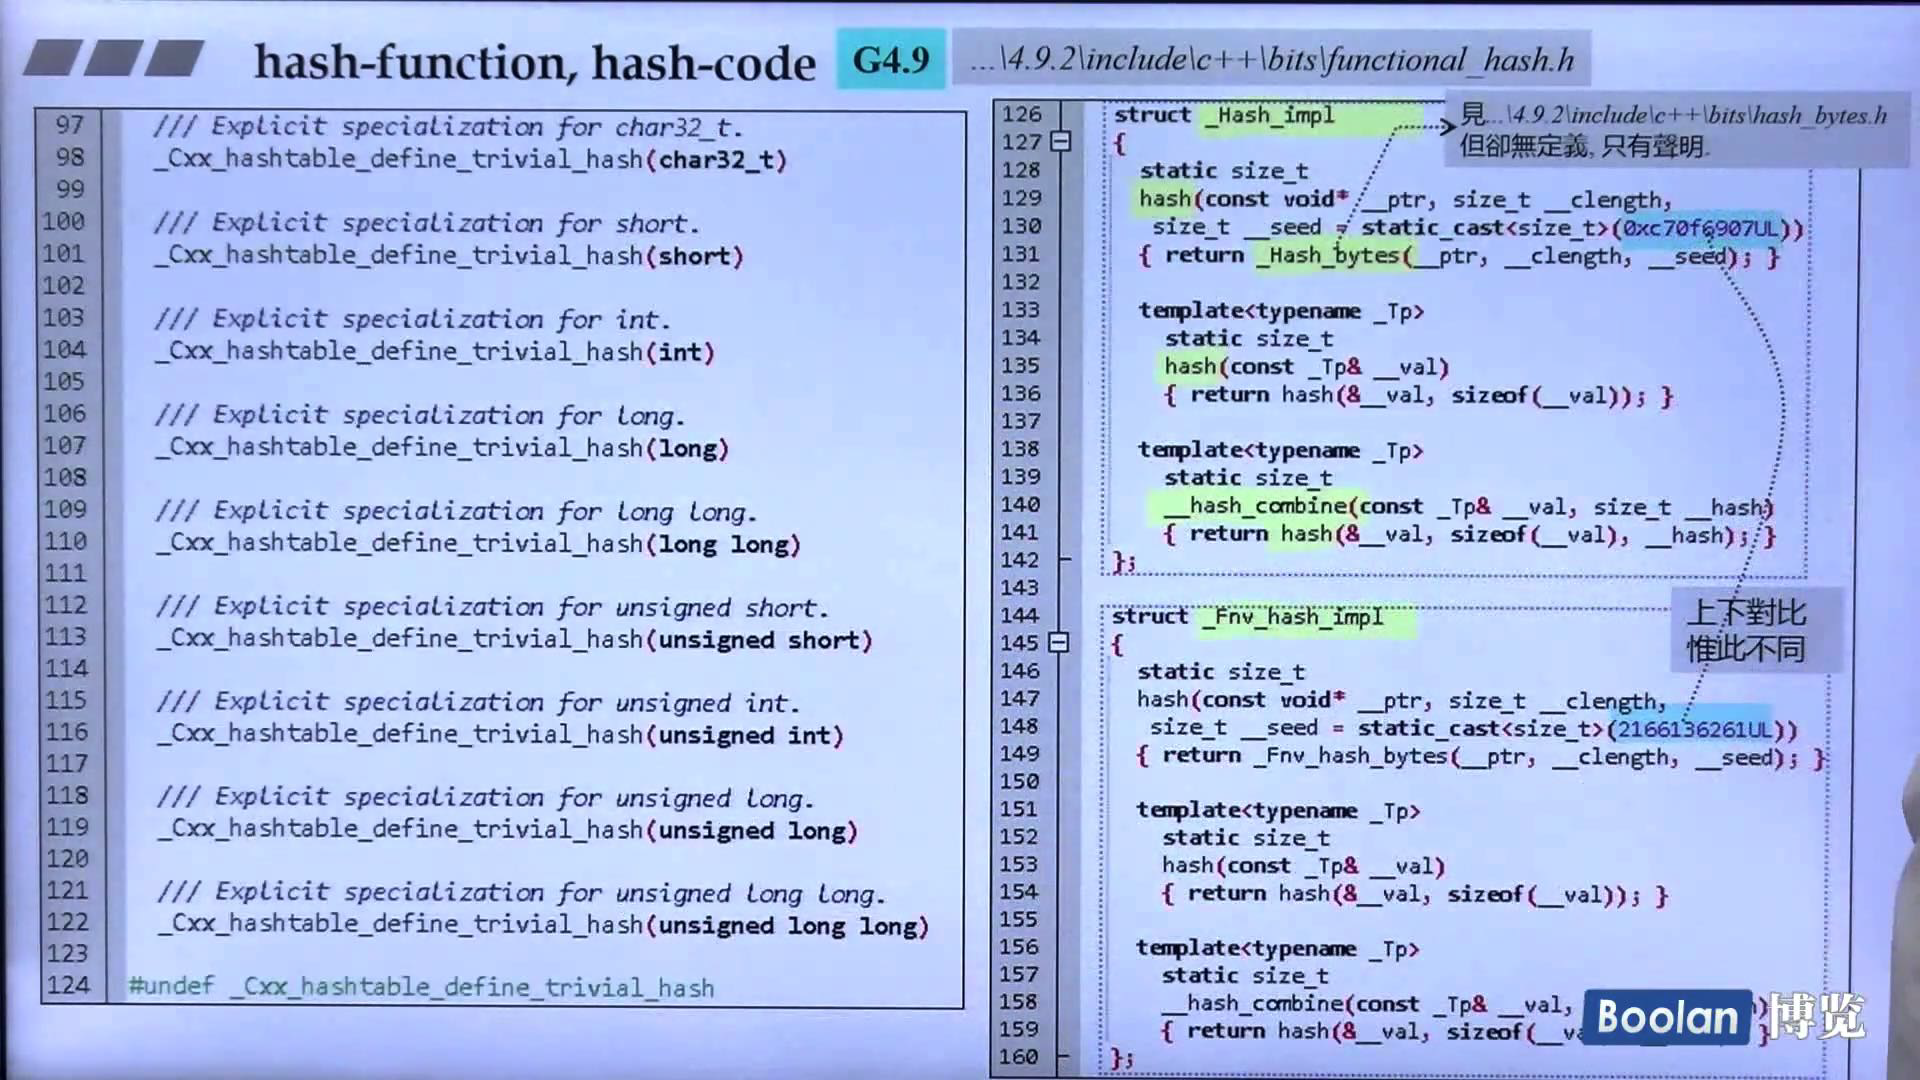 hash-function, hash-code G4.9 ...\4.9.2\include\c++\bits\functional_hash.h
97 /// Explicit specialization for char32_t.
98 _Cxx_hashtable_define_trivial_hash(char32_t)
99
100 /// Explicit specialization for short.
101 _Cxx_hashtable_define_trivial_hash(short)
102
103 /// Explicit specialization for int.
104 _Cxx_hashtable_define_trivial_hash(int)
105
106 /// Explicit specialization for long.
107 _Cxx_hashtable_define_trivial_hash(long)
108
109 /// Explicit specialization for long long.
110 _Cxx_hashtable_define_trivial_hash(long long)
111
112 /// Explicit specialization for unsigned short.
113 _Cxx_hashtable_define_trivial_hash(unsigned short)
114
115 /// Explicit specialization for unsigned int.
116 _Cxx_hashtable_define_trivial_hash(unsigned int)
117
118 /// Explicit specialization for unsigned long.
119 _Cxx_hashtable_define_trivial_hash(unsigned long)
120
121 /// Explicit specialization for unsigned long long.
122 _Cxx_hashtable_define_trivial_hash(unsigned long long)
123
124 #undef _Cxx_hashtable_define_trivial_hash
126 struct _Hash_impl
127 {
128 static size_t
129 hash(const void* __ptr, size_t __clength,
130 size_t __seed = static_cast<size_t>(0xc70f6907UL))
131 { return _Hash_bytes(__ptr, __clength, __seed); }
132
133 template<typename _Tp>
134 static size_t
135 hash(const _Tp& __val)
136 { return hash(&__val, sizeof(__val)); }
137
138 template<typename _Tp>
139 static size_t
140 __hash_combine(const _Tp& __val, size_t __hash)
141 { return hash(&__val, sizeof(__val), __hash); }
142 };
143
144 struct _Fnv_hash_impl
145 {
146 static size_t
147 hash(const void* __ptr, size_t __clength,
148 size_t __seed = static_cast<size_t>(2166136261UL))
149 { return _Fnv_hash_bytes(__ptr, __clength, __seed); }
150
151 template<typename _Tp>
152 static size_t
153 hash(const _Tp& __val)
154 { return hash(&__val, sizeof(__val)); }
155
156 template<typename _Tp>
157 static size_t
158 __hash_combine(const _Tp& __val,
159 { return hash(&__val, sizeof(
160 };
見...\4.9.2\include\c++\bits\hash_bytes.h
但卻無定義, 只有聲明.
上下對比
惟此不同
Boolan 博览